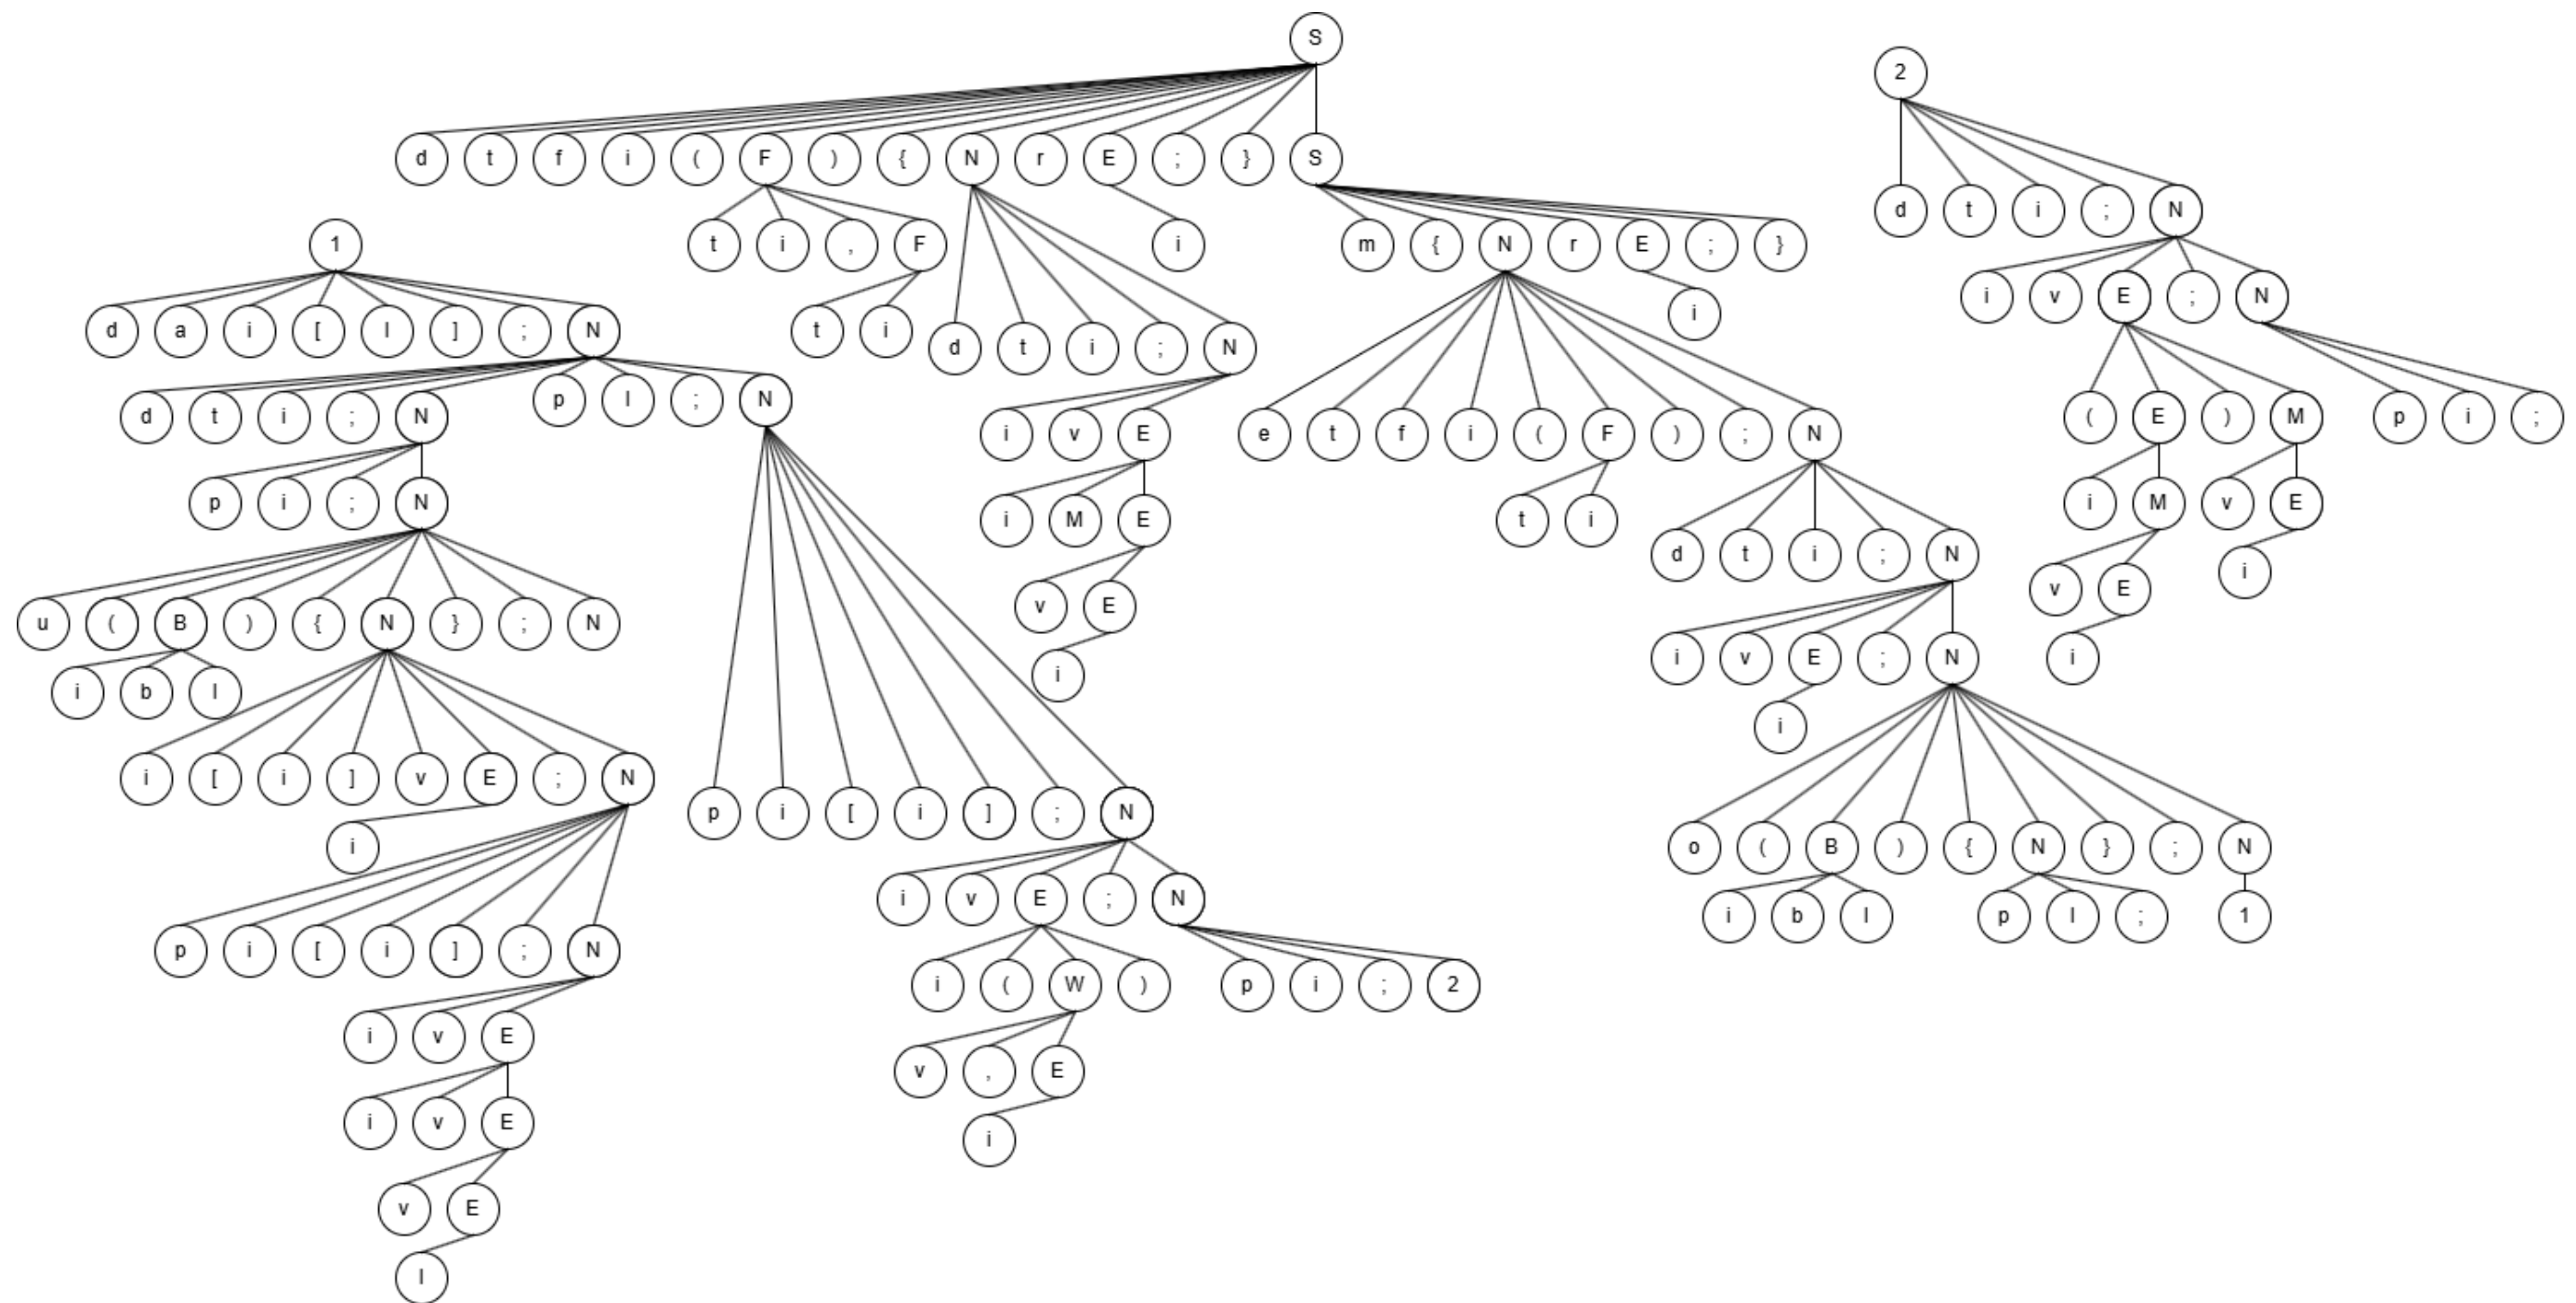 S
2
d t f i ( F ) { N r E ; } S
d t i ; N
1
t i , F
i
m { N r E ; }
i v E ; N
d a i [ l ] ; N
t i
d t i ; N
i
d t i ; N
p l ; N
i v E
e t f i ( F ) ; N
( E ) M
p i ;
p i ; N
i M E
t i
i M
v E
d t i ; N
u ( B ) { N } ; N
v E
v E
i
i b l
i
i v E ; N
i
i
i [ i ] v E ; N
p i [ i ] ; N
i
o ( B ) { N } ; N
i v E ; N
i b l
p l ;
1
p i [ i ] ; N
i ( W )
p i ; 2
i v E
v , E
i v E
i
v E
l